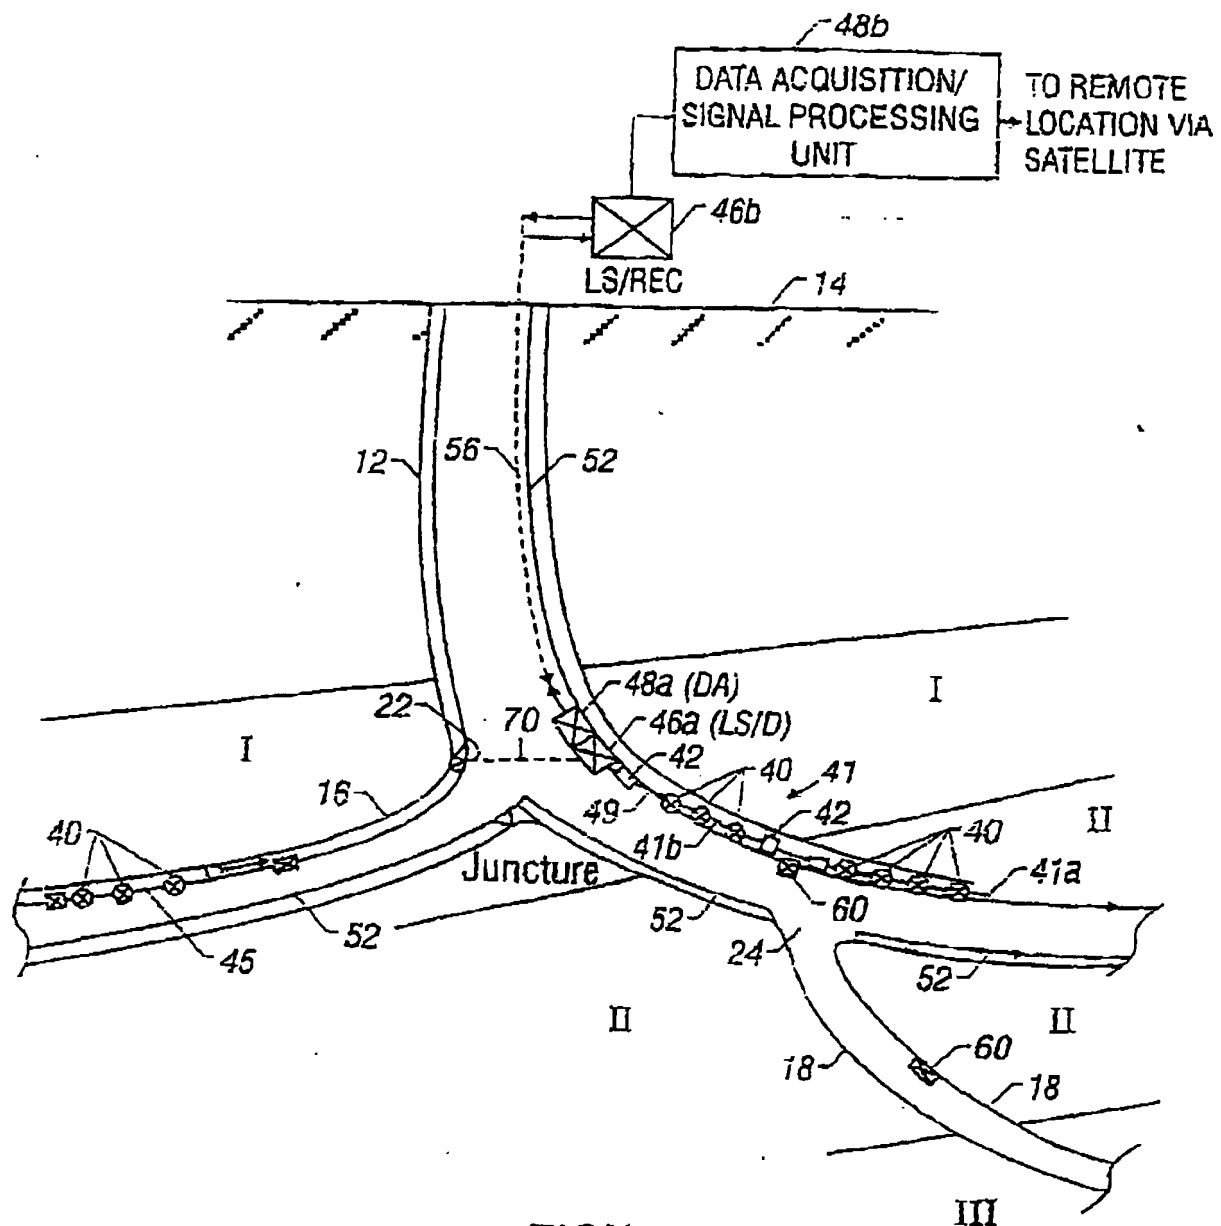 48b
DATA ACQUISITION/
SIGNAL PROCESSING
UNIT
TO REMOTE
LOCATION VIA
SATELLITE
46b
LS/REC
14
12
56
52
I
48a (DA)
22
70
46a (LS/D)
I
42
40
41
16
49
42
40
II
40
41b
Juncture
41a
60
52
52
45
24
52
II
II
60
18
18
III